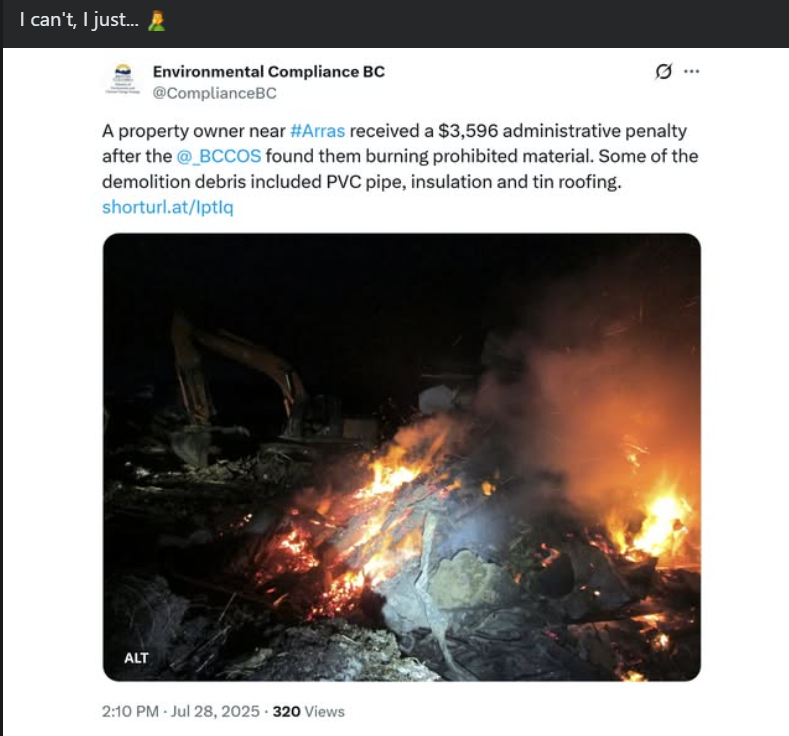 I can't, I just... 🤦
Environmental Compliance BC
@ComplianceBC
A property owner near #Arras received a $3,596 administrative penalty
after the @_BCCOS found them burning prohibited material. Some of the
demolition debris included PVC pipe, insulation and tin roofing.
shorturl.at/IptIq
ALT
2:10 PM · Jul 28, 2025 · 320 Views